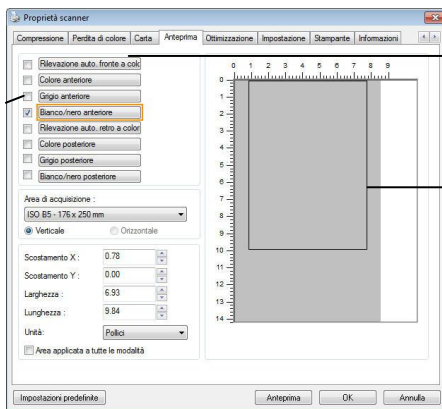 Proprietà scanner
Compressione Perdita di colore Carta Anteprima Ottimizzazione Impostazione Stampante Informazioni
Rilevazione auto. fronte a colo
Colore anteriore
Grigio anteriore
Bianco/nero anteriore
Rilevazione auto. retro a color
Colore posteriore
Grigio posteriore
Bianco/nero posteriore
Area di acquisizione :
ISO B5 - 176 x 250 mm
Verticale Orizzontale
Scostamento X : 0.78
Scostamento Y : 0.00
Larghezza : 6.93
Lunghezza : 9.84
Unità: Pollici
Area applicata a tutte le modalità
0 1 2 3 4 5 6 7 8 9
0
1
2
3
4
5
6
7
8
9
10
11
12
13
14
Impostazioni predefinite Anteprima OK Annulla